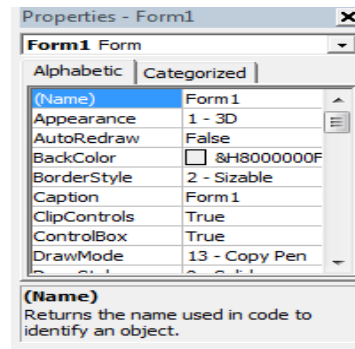 Properties - Form1
Form1 Form
Alphabetic Categorized
(Name) Form1
Appearance 1 - 3D
AutoRedraw False
BackColor &H8000000F
BorderStyle 2 - Sizable
Caption Form1
ClipControls True
ControlBox True
DrawMode 13 - Copy Pen
(Name)
Returns the name used in code to
identify an object.